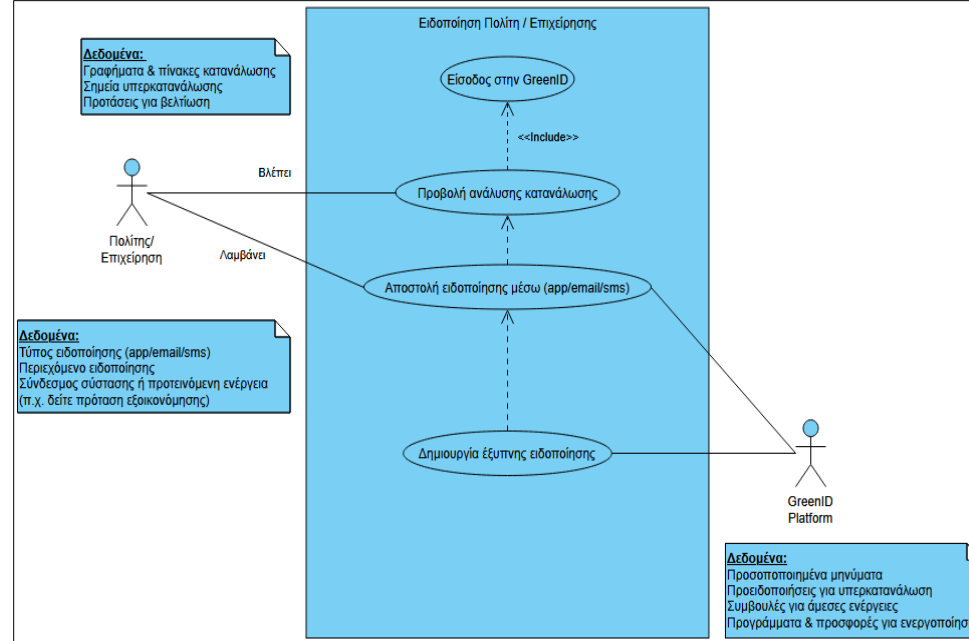 Ειδοποίηση Πολίτη / Επιχείρησης
Δεδομένα:
Γραφήματα & πίνακες κατανάλωσης
Σημεία υπερκατανάλωσης
Προτάσεις για βελτίωση
Είσοδος στην GreenID
<<Include>>
Βλέπει
Προβολή ανάλυσης κατανάλωσης
Πολίτης/
Επιχείρηση
Λαμβάνει
Αποστολή ειδοποίησης μέσω (app/email/sms)
Δεδομένα:
Τύπος ειδοποίησης (app/email/sms)
Περιεχόμενο ειδοποίησης
Σύνδεσμος σύστασης ή προτεινόμενη ενέργεια
(π.χ. δείτε πρόταση εξοικονόμησης)
Δημιουργία έξυπνης ειδοποίησης
GreenID
Platform
Δεδομένα:
Προσοποποιημένα μηνύματα
Προειδοποιήσεις για υπερκατανάλωση
Συμβουλές για άμεσες ενέργειες
Προγράμματα & προσφορές για ενεργοποίησ